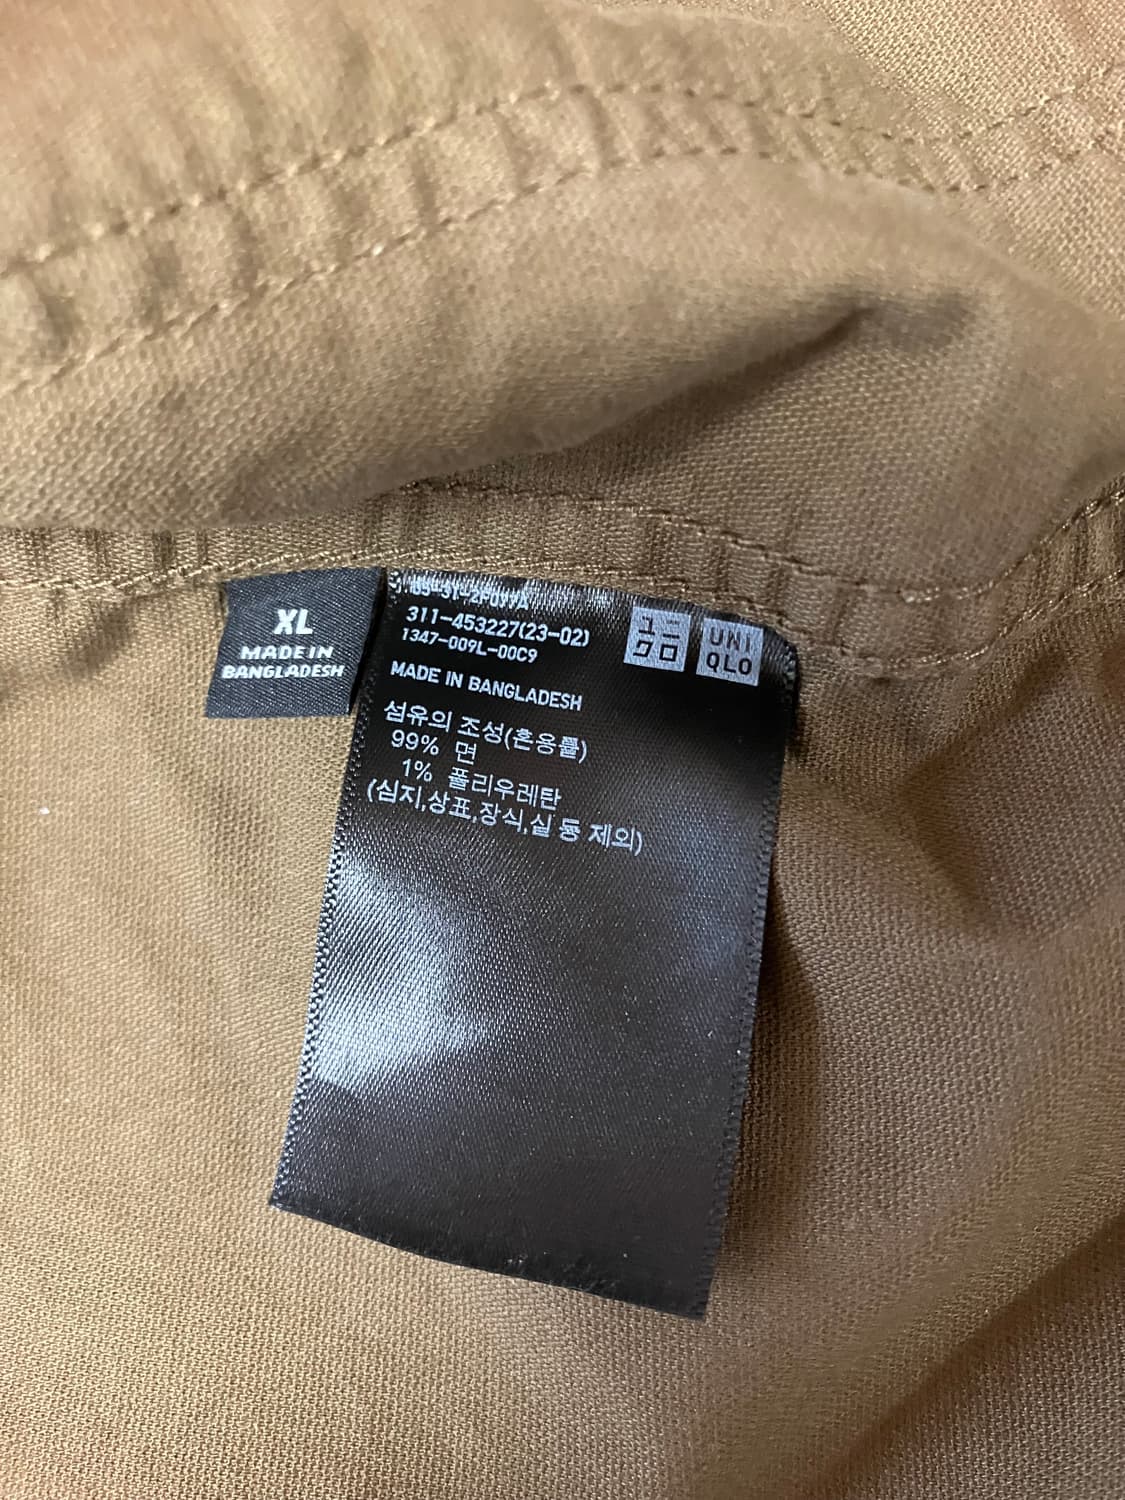 XL
MADE IN
BANGLADESH
311-453227(23-02)
1347-009L-00C9
MADE IN BANGLADESH
섬유의 조성(혼용률)
99% 면
1% 폴리우레탄
(심지,상표,장식,실 등 제외)
ユニ
クロ
UNI
QLO